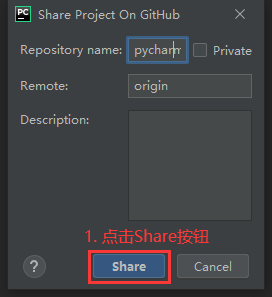 PC Share Project On GitHub
Repository name: pycharm Private
Remote: origin
Description:
1. 点击Share按钮
? Share Cancel